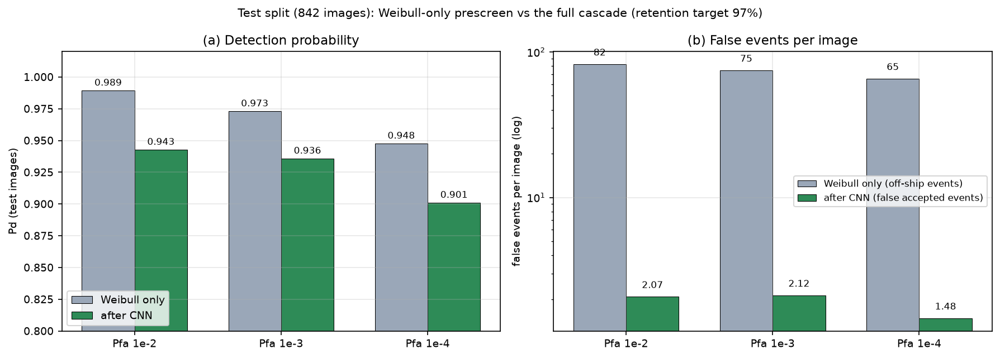 Test split (842 images): Weibull-only prescreen vs the full cascade (retention target 97%)
(a) Detection probability
Pd (test images)
1.000
0.975
0.950
0.925
0.900
0.875
0.850
0.825
0.800
0.989
0.943
0.973
0.936
0.948
0.901
Weibull only
after CNN
Pfa 1e-2
Pfa 1e-3
Pfa 1e-4
(b) False events per image
false events per image (log)
10²
10¹
82
2.07
75
2.12
65
1.48
Weibull only (off-ship events)
after CNN (false accepted events)
Pfa 1e-2
Pfa 1e-3
Pfa 1e-4